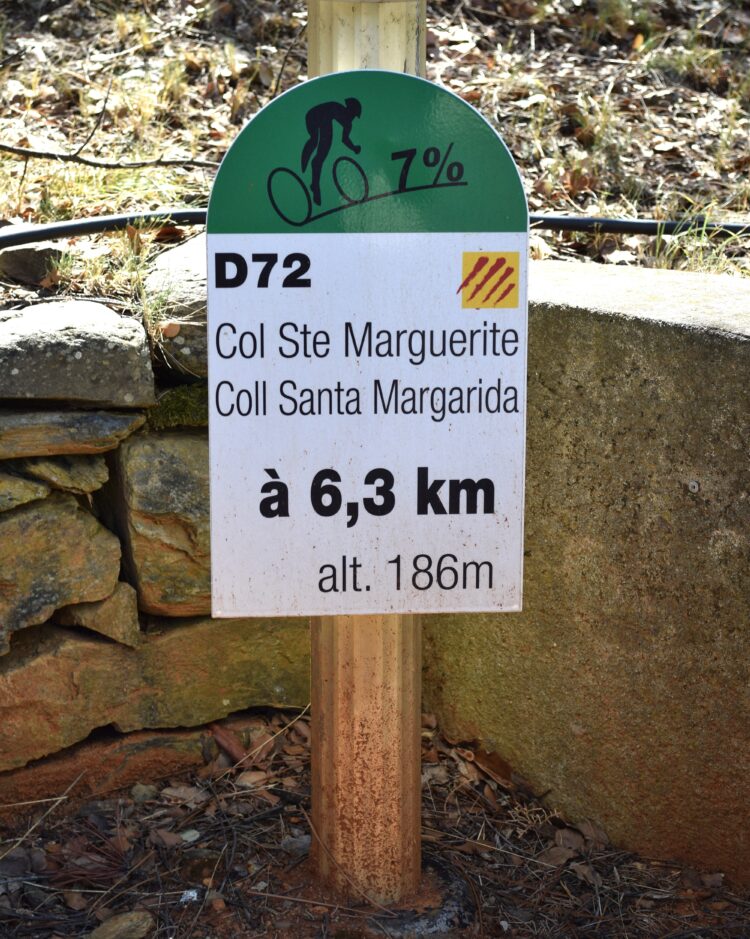 7%
D72
Col Ste Marguerite
Coll Santa Margarida
à 6,3 km
alt. 186m